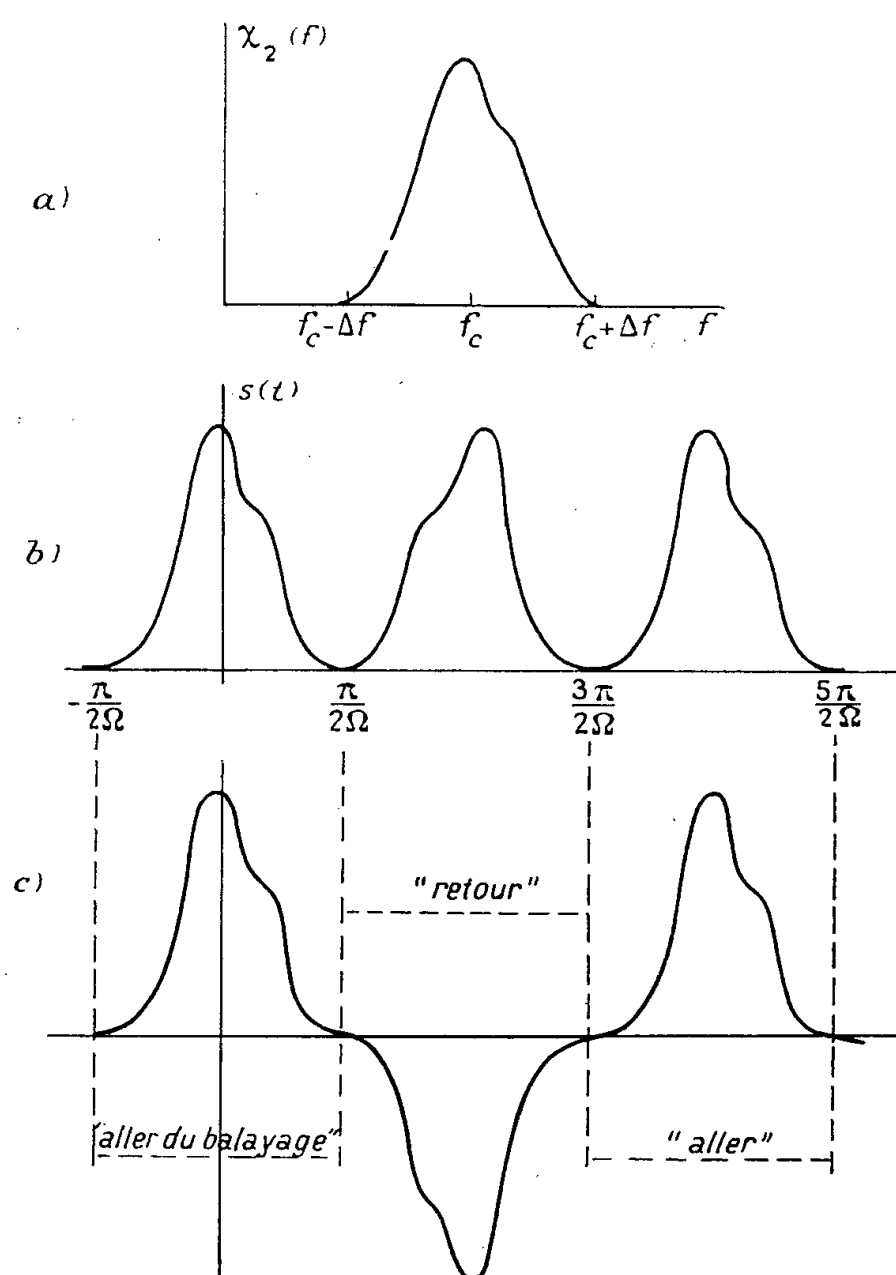 χ₂(f)
a)
f_c-Δf f_c f_c+Δf f
s(t)
b)
-π/2Ω π/2Ω 3π/2Ω 5π/2Ω
c)
"retour"
"aller du balayage" "aller"